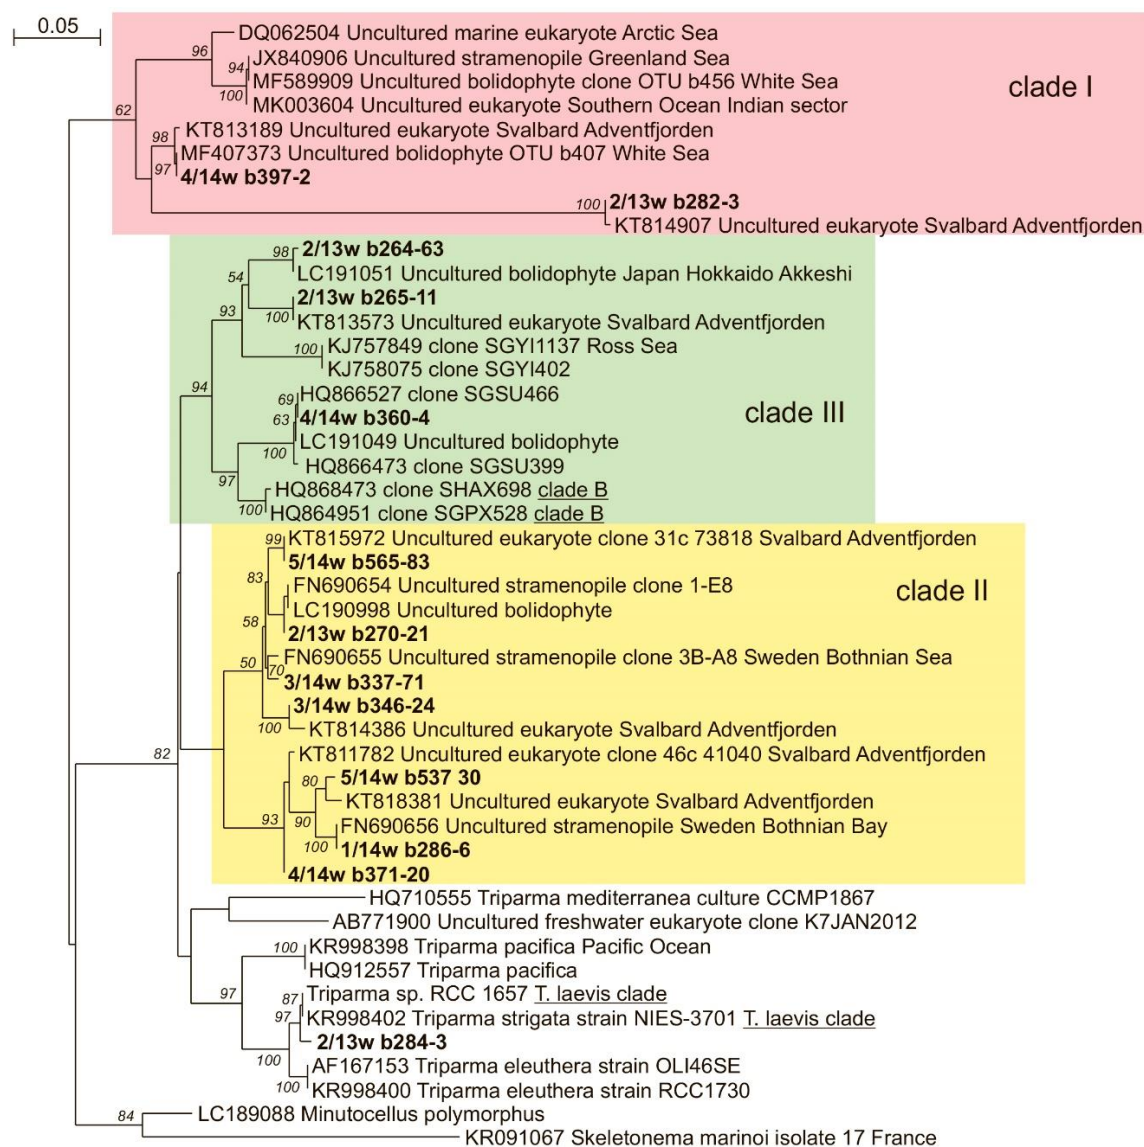 0.05
DQ062504 Uncultured marine eukaryote Arctic Sea
96
JX840906 Uncultured stramenopile Greenland Sea
94
MF589909 Uncultured bolidophyte clone OTU b456 White Sea
clade I
100
MK003604 Uncultured eukaryote Southern Ocean Indian sector
62
KT813189 Uncultured eukaryote Svalbard Adventfjorden
98
MF407373 Uncultured bolidophyte OTU b407 White Sea
97
4/14w b397-2
100
2/13w b282-3
KT814907 Uncultured eukaryote Svalbard Adventfjorden
98
2/13w b264-63
LC191051 Uncultured bolidophyte Japan Hokkaido Akkeshi
54
2/13w b265-11
93
100
KT813573 Uncultured eukaryote Svalbard Adventfjorden
100
KJ757849 clone SGYI1137 Ross Sea
KJ758075 clone SGYI402
94
HQ866527 clone SGSU466
69
4/14w b360-4
clade III
63
LC191049 Uncultured bolidophyte
100
HQ866473 clone SGSU399
97
HQ868473 clone SHAX698 clade B
100
HQ864951 clone SGPX528 clade B
99
KT815972 Uncultured eukaryote clone 31c 73818 Svalbard Adventfjorden
5/14w b565-83
83
FN690654 Uncultured stramenopile clone 1-E8
clade II
LC190998 Uncultured bolidophyte
58
2/13w b270-21
50
FN690655 Uncultured stramenopile clone 3B-A8 Sweden Bothnian Sea
70
3/14w b337-71
3/14w b346-24
100
KT814386 Uncultured eukaryote Svalbard Adventfjorden
82
KT811782 Uncultured eukaryote clone 46c 41040 Svalbard Adventfjorden
80
5/14w b537 30
KT818381 Uncultured eukaryote Svalbard Adventfjorden
93
90
FN690656 Uncultured stramenopile Sweden Bothnian Bay
100
1/14w b286-6
4/14w b371-20
HQ710555 Triparma mediterranea culture CCMP1867
AB771900 Uncultured freshwater eukaryote clone K7JAN2012
100
KR998398 Triparma pacifica Pacific Ocean
HQ912557 Triparma pacifica
97
87
Triparma sp. RCC 1657 T. laevis clade
97
KR998402 Triparma strigata strain NIES-3701 T. laevis clade
2/13w b284-3
100
AF167153 Triparma eleuthera strain OLI46SE
100
KR998400 Triparma eleuthera strain RCC1730
84
LC189088 Minutocellus polymorphus
KR091067 Skeletonema marinoi isolate 17 France